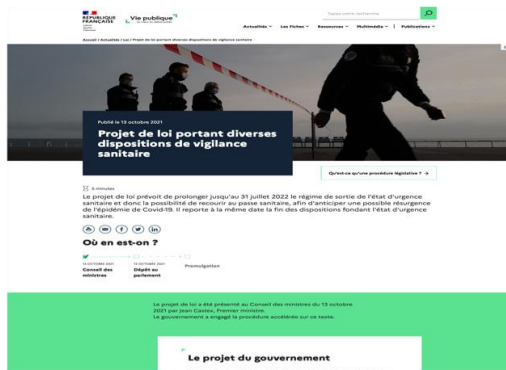 RÉPUBLIQUE
FRANÇAISE
Vie publique
Tapez votre recherche
Actualités
Les Fiches
Ressources
Multimédia
Publications
Accueil / Actualités / Loi / Projet de loi portant diverses dispositions de vigilance sanitaire
Publié le 13 octobre 2021
Projet de loi portant diverses
dispositions de vigilance
sanitaire
Qu'est-ce qu'une procédure législative ? →
Le projet de loi prévoit de prolonger jusqu'au 31 juillet 2022 le régime de sortie de l'état d'urgence
sanitaire et donc la possibilité de recourir au passe sanitaire, afin d'anticiper une possible résurgence
de l'épidémie de Covid-19. Il reporte à la même date la fin des dispositions fondant l'état d'urgence
sanitaire.
Où en est-on ?
13 OCTOBRE 2021
Conseil des
ministres
13 OCTOBRE 2021
Dépôt au
parlement
Promulgation
Le projet de loi a été présenté au Conseil des ministres du 13 octobre
2021 par Jean Castex, Premier ministre.
Le gouvernement a engagé la procédure accélérée sur ce texte.
Le projet du gouvernement